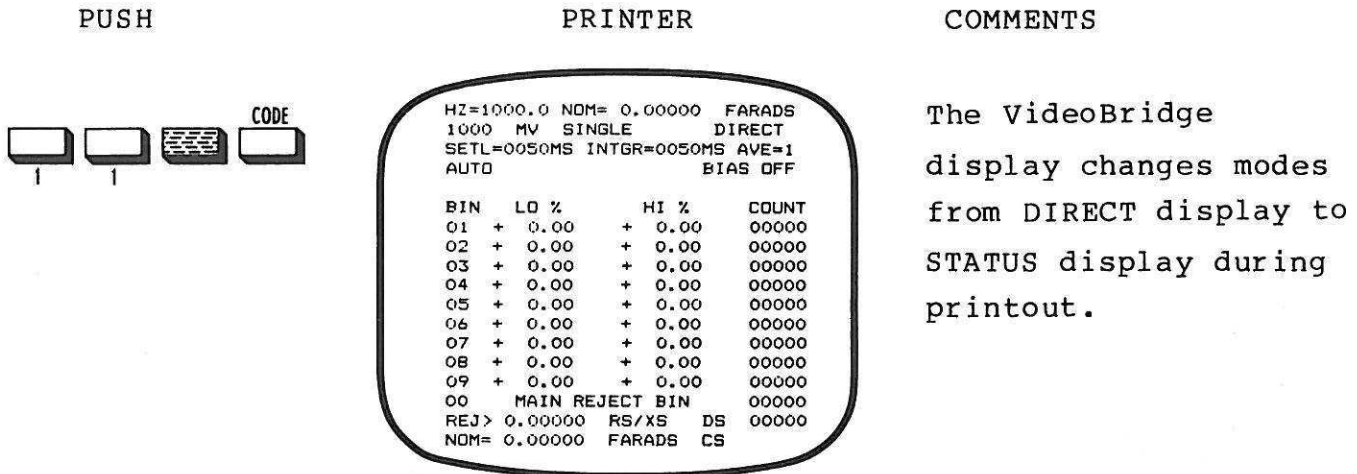 PUSH PRINTER COMMENTS
CODE
1 1
HZ=1000.0 NOM= 0.00000 FARADS
1000 MV SINGLE DIRECT
SETL=0050MS INTGR=0050MS AVE=1
AUTO BIAS OFF
BIN LO % HI % COUNT
01 + 0.00 + 0.00 00000
02 + 0.00 + 0.00 00000
03 + 0.00 + 0.00 00000
04 + 0.00 + 0.00 00000
05 + 0.00 + 0.00 00000
06 + 0.00 + 0.00 00000
07 + 0.00 + 0.00 00000
08 + 0.00 + 0.00 00000
09 + 0.00 + 0.00 00000
00 MAIN REJECT BIN 00000
REJ> 0.00000 RS/XS DS 00000
NOM= 0.00000 FARADS CS
The VideoBridge
display changes modes
from DIRECT display to
STATUS display during
printout.